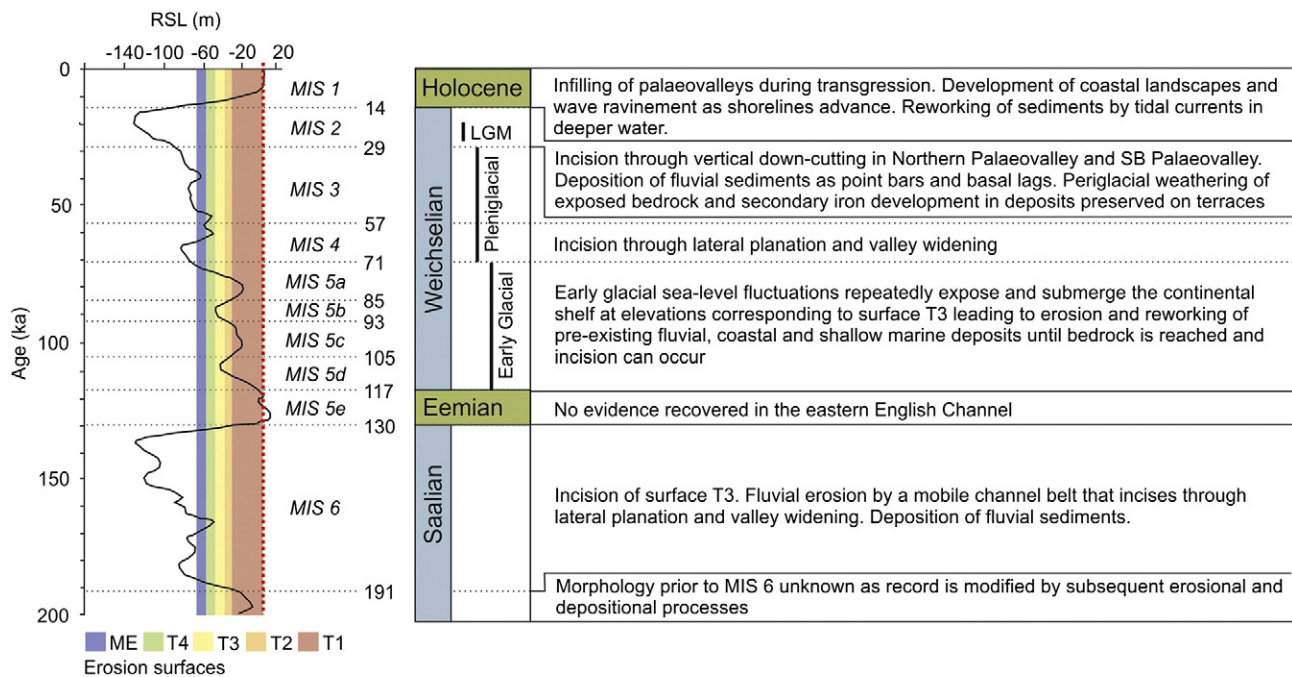 RSL (m)
-140 -100 -60 -20 20
Age (ka)
0
50
100
150
200
MIS 1
14
MIS 2
29
MIS 3
57
MIS 4
71
MIS 5a
85
MIS 5b
93
MIS 5c
105
MIS 5d
117
MIS 5e
130
MIS 6
191
ME T4 T3 T2 T1
Erosion surfaces
Holocene
Infilling of palaeovalleys during transgression. Development of coastal landscapes and
wave ravinement as shorelines advance. Reworking of sediments by tidal currents in
deeper water.
Weichselian
LGM
Pleniglacial
Incision through vertical down-cutting in Northern Palaeovalley and SB Palaeovalley.
Deposition of fluvial sediments as point bars and basal lags. Periglacial weathering of
exposed bedrock and secondary iron development in deposits preserved on terraces
Incision through lateral planation and valley widening
Early Glacial
Early glacial sea-level fluctuations repeatedly expose and submerge the continental
shelf at elevations corresponding to surface T3 leading to erosion and reworking of
pre-existing fluvial, coastal and shallow marine deposits until bedrock is reached and
incision can occur
Eemian
No evidence recovered in the eastern English Channel
Saalian
Incision of surface T3. Fluvial erosion by a mobile channel belt that incises through
lateral planation and valley widening. Deposition of fluvial sediments.
Morphology prior to MIS 6 unknown as record is modified by subsequent erosional and
depositional processes